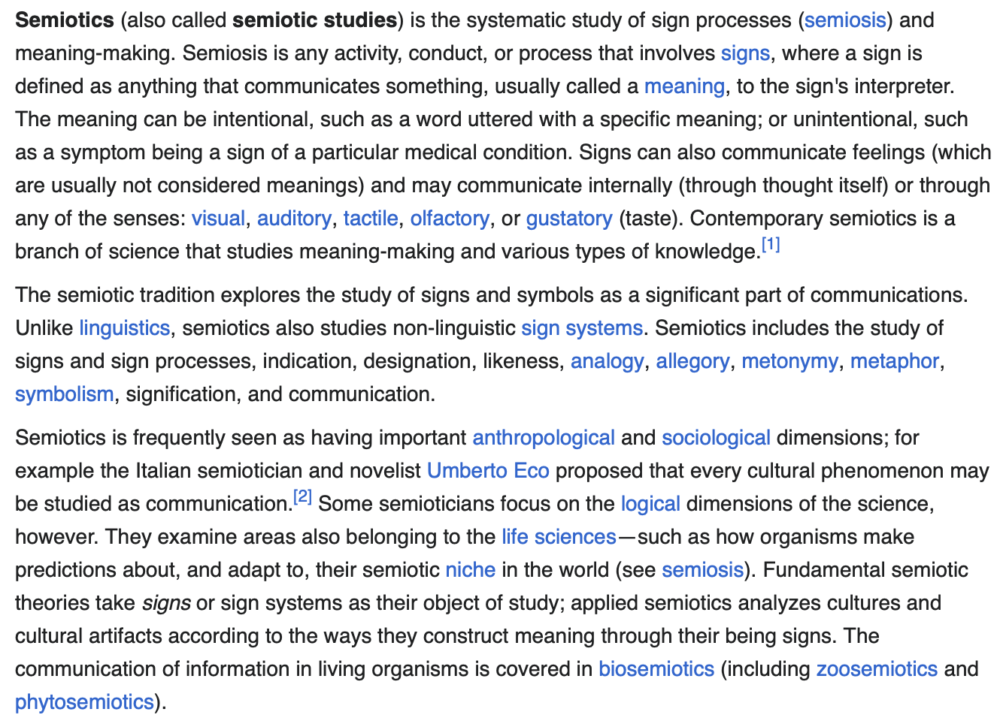 Semiotics (also called semiotic studies) is the systematic study of sign processes (semiosis) and
meaning-making. Semiosis is any activity, conduct, or process that involves signs, where a sign is
defined as anything that communicates something, usually called a meaning, to the sign's interpreter.
The meaning can be intentional, such as a word uttered with a specific meaning; or unintentional, such
as a symptom being a sign of a particular medical condition. Signs can also communicate feelings (which
are usually not considered meanings) and may communicate internally (through thought itself) or through
any of the senses: visual, auditory, tactile, olfactory, or gustatory (taste). Contemporary semiotics is a
branch of science that studies meaning-making and various types of knowledge.[1]
The semiotic tradition explores the study of signs and symbols as a significant part of communications.
Unlike linguistics, semiotics also studies non-linguistic sign systems. Semiotics includes the study of
signs and sign processes, indication, designation, likeness, analogy, allegory, metonymy, metaphor,
symbolism, signification, and communication.
Semiotics is frequently seen as having important anthropological and sociological dimensions; for
example the Italian semiotician and novelist Umberto Eco proposed that every cultural phenomenon may
be studied as communication.[2] Some semioticians focus on the logical dimensions of the science,
however. They examine areas also belonging to the life sciences—such as how organisms make
predictions about, and adapt to, their semiotic niche in the world (see semiosis). Fundamental semiotic
theories take signs or sign systems as their object of study; applied semiotics analyzes cultures and
cultural artifacts according to the ways they construct meaning through their being signs. The
communication of information in living organisms is covered in biosemiotics (including zoosemiotics and
phytosemiotics).